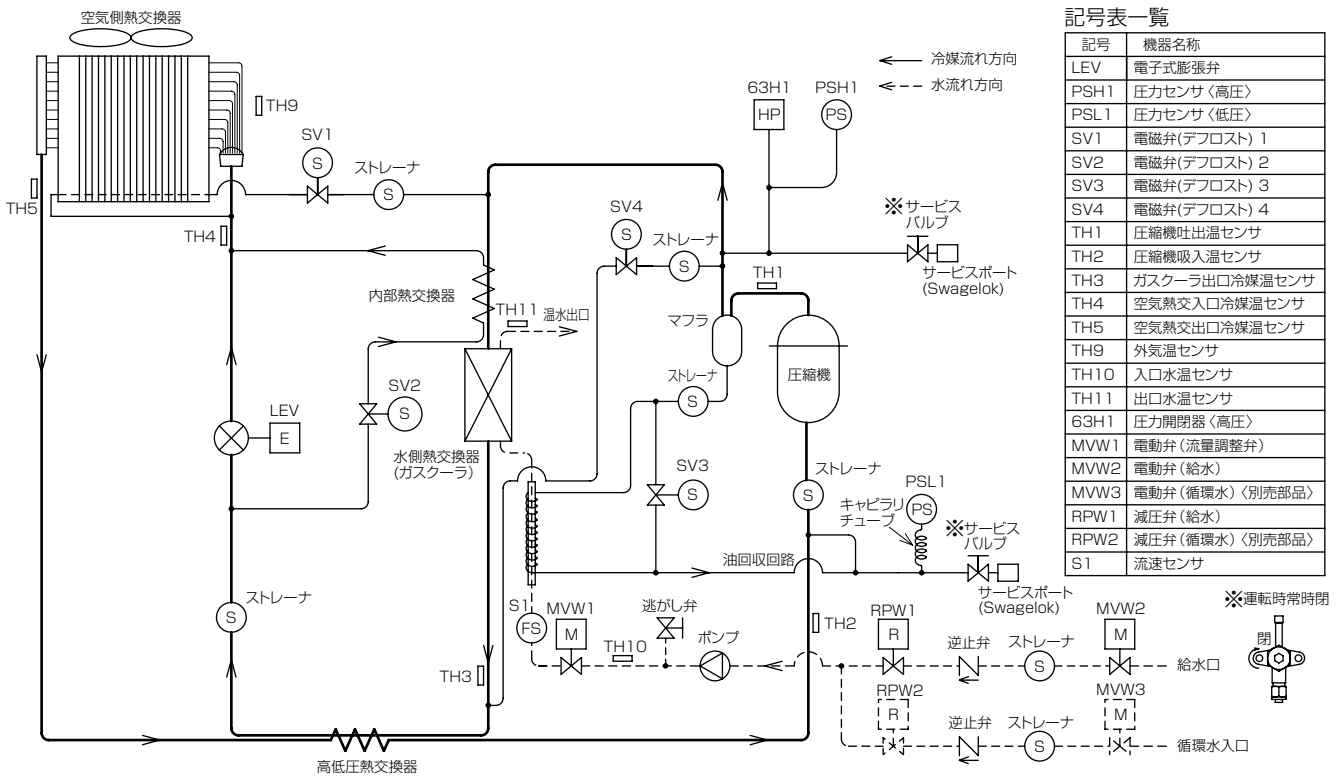 空気側熱交換器
TH9
SV1
S
ストレーナ
S
TH5
TH4
冷媒流れ方向
水流れ方向
63H1
HP
PSH1
PS
SV4
S
ストレーナ
S
※サービス
バルブ
サービスポート
(Swagelok)
内部熱交換器
TH11
温水出口
TH1
マフラ
圧縮機
SV2
S
LEV
E
水側熱交換器
(ガスクーラ)
ストレーナ
S
SV3
S
ストレーナ
S
キャピラリ
チューブ
PSL1
PS
※サービス
バルブ
サービスポート
(Swagelok)
油回収回路
ストレーナ
S
S1
FS
MVW1
M
TH10
逃がし弁
ポンプ
TH2
RPW1
R
逆止弁
ストレーナ
S
MVW2
M
給水口
TH3
RPW2
R
逆止弁
ストレーナ
S
MVW3
M
循環水入口
高低圧熱交換器
※運転時常時閉
閉
記号表一覧
記号 機器名称
LEV 電子式膨張弁
PSH1 圧力センサ〈高圧〉
PSL1 圧力センサ〈低圧〉
SV1 電磁弁(デフロスト) 1
SV2 電磁弁(デフロスト) 2
SV3 電磁弁(デフロスト) 3
SV4 電磁弁(デフロスト) 4
TH1 圧縮機吐出温センサ
TH2 圧縮機吸入温センサ
TH3 ガスクーラ出口冷媒温センサ
TH4 空気熱交入口冷媒温センサ
TH5 空気熱交出口冷媒温センサ
TH9 外気温センサ
TH10 入口水温センサ
TH11 出口水温センサ
63H1 圧力開閉器〈高圧〉
MVW1 電動弁(流量調整弁)
MVW2 電動弁(給水)
MVW3 電動弁(循環水)〈別売部品〉
RPW1 減圧弁(給水)
RPW2 減圧弁(循環水)〈別売部品〉
S1 流速センサ